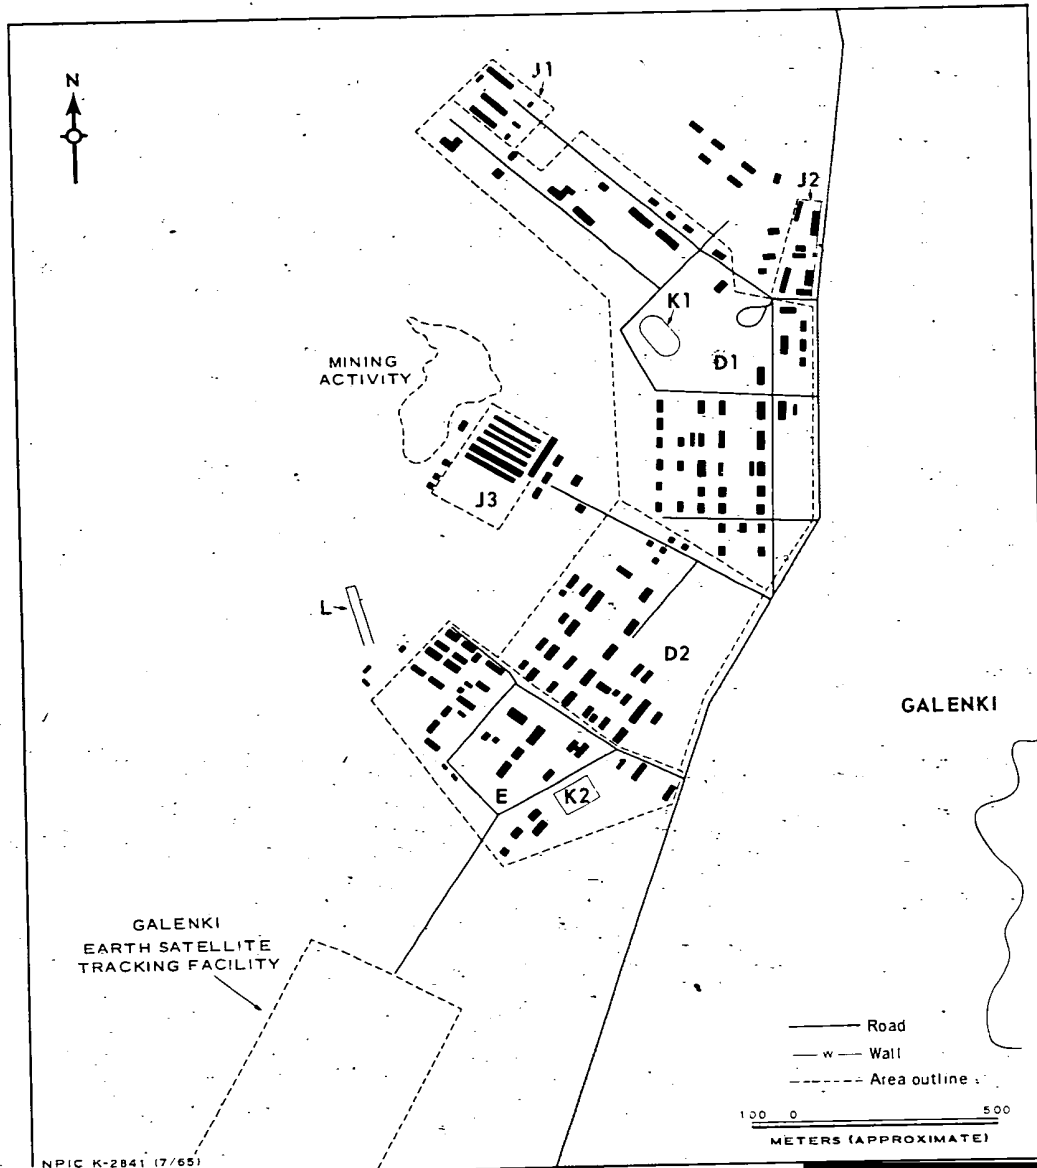 N
J1
J2
K1
D1
MINING
ACTIVITY
J3
L
D2
GALENKI
E
K2
GALENKI
EARTH SATELLITE
TRACKING FACILITY
Road
w Wall
Area outline
100 0 500
METERS (APPROXIMATE)
NPIC K-2841 (7/65)